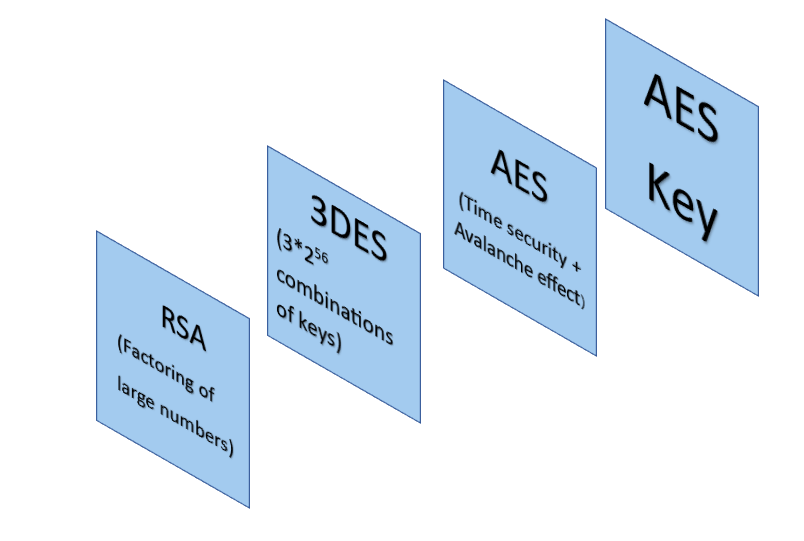 RSA
(Factoring of
large numbers)
3DES
(3*2⁵⁶
combinations
of keys)
AES
(Time security +
Avalanche effect)
AES
Key